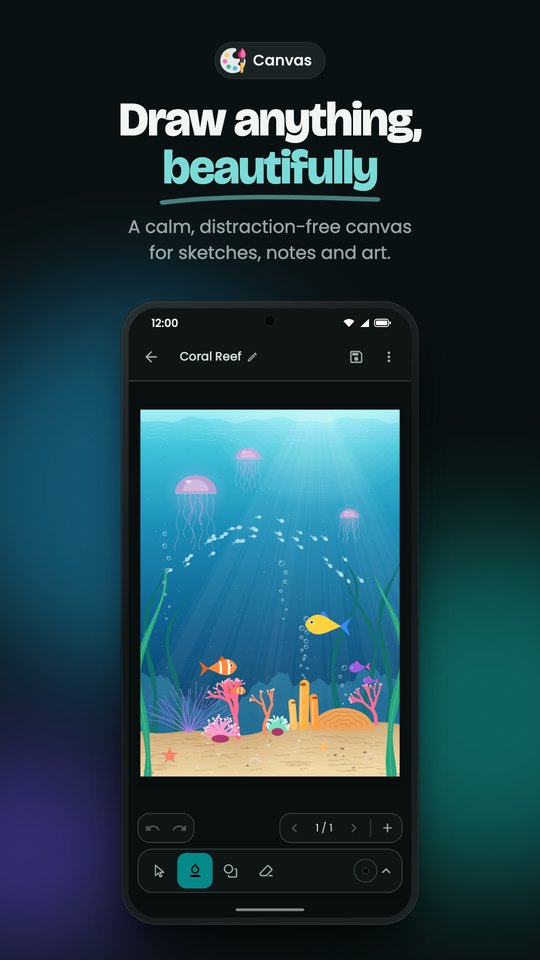 Canvas
Draw anything,
beautifully
A calm, distraction-free canvas
for sketches, notes and art.
12:00
Coral Reef
1 / 1